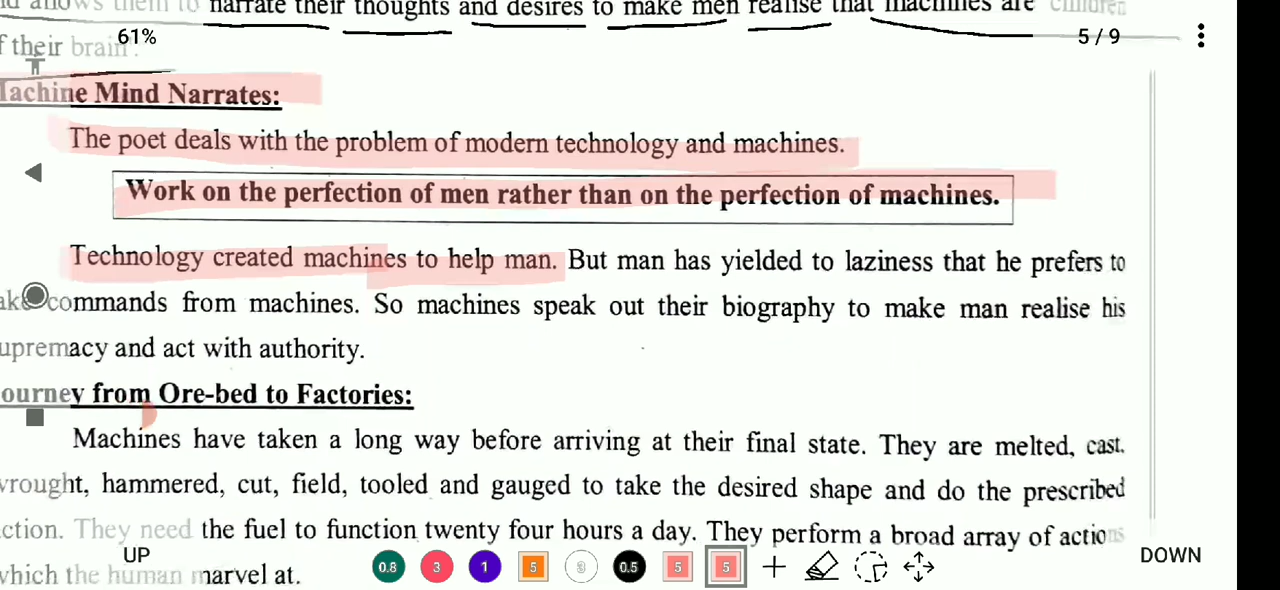 narrate their thoughts and desires to make men realise that machines are children
f their brain.
61%
5 / 9
achine Mind Narrates:
The poet deals with the problem of modern technology and machines.
Work on the perfection of men rather than on the perfection of machines.
Technology created machines to help man. But man has yielded to laziness that he prefers to
commands from machines. So machines speak out their biography to make man realise his
upremacy and act with authority.
ourney from Ore-bed to Factories:
Machines have taken a long way before arriving at their final state. They are melted, cast.
wrought, hammered, cut, field, tooled and gauged to take the desired shape and do the prescribed
ction. They need the fuel to function twenty four hours a day. They perform a broad array of actions
which the human marvel at.
UP
0.8 3 1 5 3 0.5 5 5
DOWN